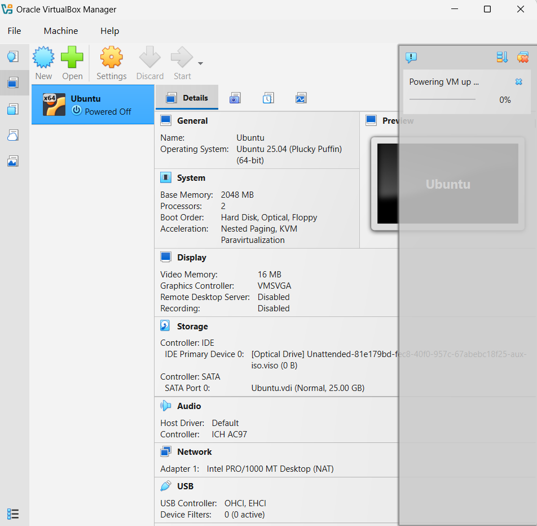 Oracle VirtualBox Manager
File Machine Help
New Open Settings Discard Start
x64 Ubuntu
Powered Off
Details
General
Name: Ubuntu
Operating System: Ubuntu 25.04 (Plucky Puffin)
(64-bit)
Preview
Ubuntu
System
Base Memory: 2048 MB
Processors: 2
Boot Order: Hard Disk, Optical, Floppy
Acceleration: Nested Paging, KVM
Paravirtualization
Display
Video Memory: 16 MB
Graphics Controller: VMSVGA
Remote Desktop Server: Disabled
Recording: Disabled
Storage
Controller: IDE
IDE Primary Device 0: [Optical Drive] Unattended-81e179bd-
iso.viso (0 B)
Controller: SATA
SATA Port 0: Ubuntu.vdi (Normal, 25.00 GB)
Audio
Host Driver: Default
Controller: ICH AC97
Network
Adapter 1: Intel PRO/1000 MT Desktop (NAT)
USB
USB Controller: OHCI, EHCI
Device Filters: 0 (0 active)
Powering VM up ...
0%